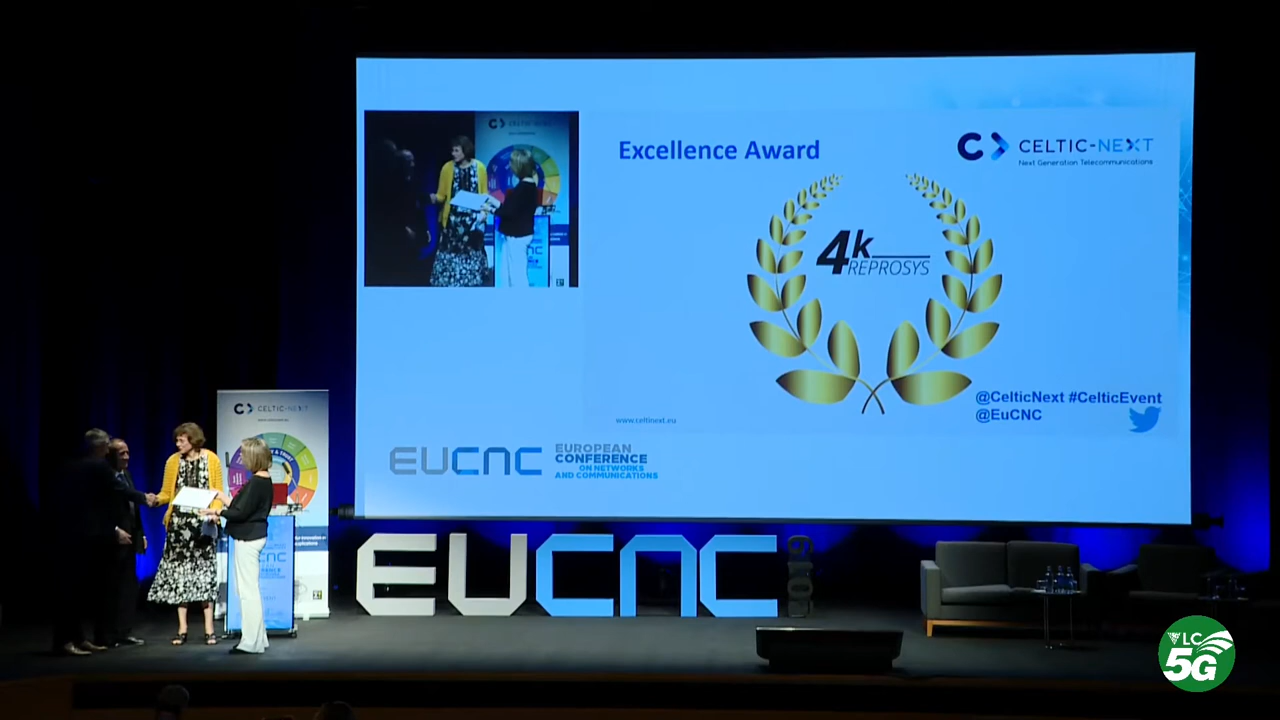 Excellence Award
CELTIC-NEXT
Next Generation Telecommunications
4k
REPROSYS
@CelticNext #CelticEvent
@EuCNC
www.celtinext.eu
EUCNC
EUROPEAN
CONFERENCE
ON NETWORKS
AND COMMUNICATIONS
CELTIC-NEXT
EUCNC
VLC
5G